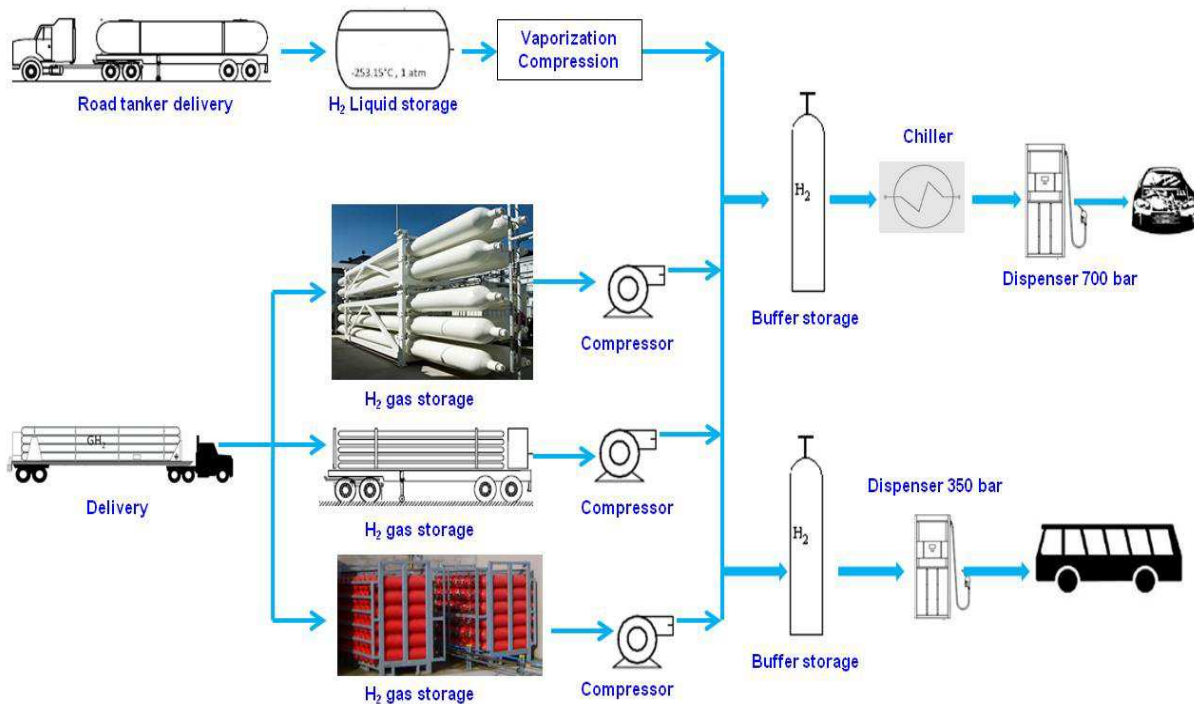 Road tanker delivery
-253.15°C , 1 atm
H₂ Liquid storage
Vaporization
Compression
H₂
Buffer storage
Chiller
Dispenser 700 bar
H₂ gas storage
Compressor
GH₂
Delivery
H₂ gas storage
Compressor
H₂ gas storage
Compressor
H₂
Buffer storage
Dispenser 350 bar